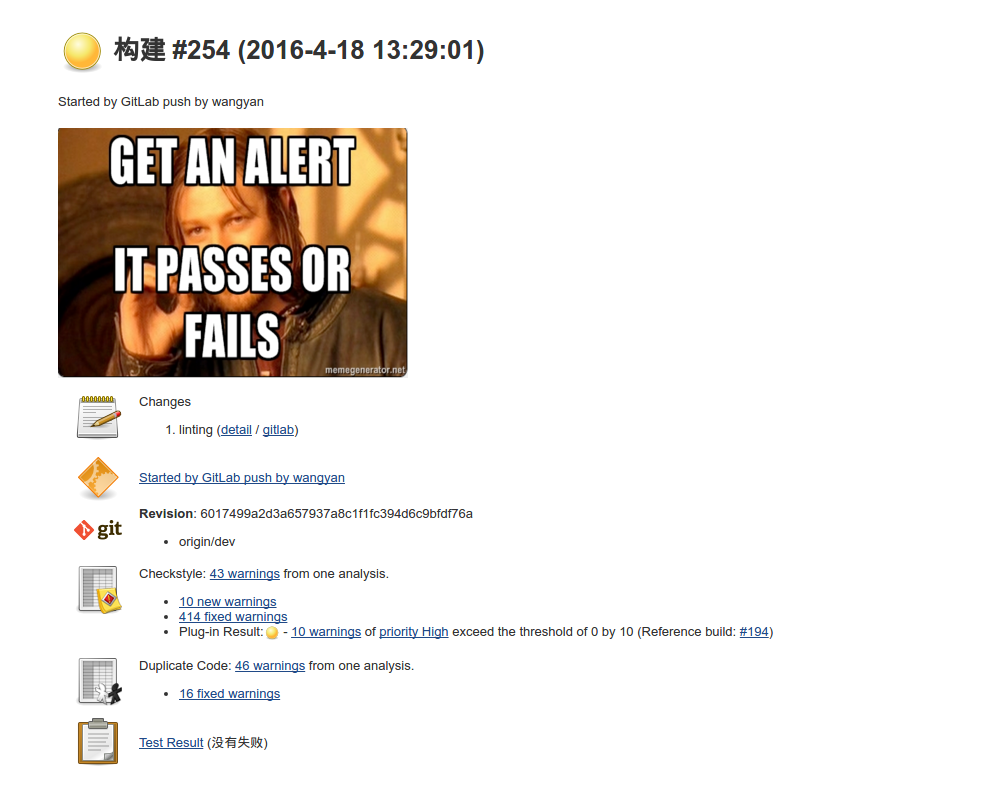 构建 #254 (2016-4-18 13:29:01)
Started by GitLab push by wangyan
GET AN ALERT
IT PASSES OR
FAILS
memegenerator.net
Changes
1. linting (detail / gitlab)
Started by GitLab push by wangyan
Revision: 6017499a2d3a657937a8c1f1fc394d6c9bfdf76a
git
• origin/dev
Checkstyle: 43 warnings from one analysis.
• 10 new warnings
• 414 fixed warnings
• Plug-in Result: - 10 warnings of priority High exceed the threshold of 0 by 10 (Reference build: #194)
Duplicate Code: 46 warnings from one analysis.
• 16 fixed warnings
Test Result (没有失败)